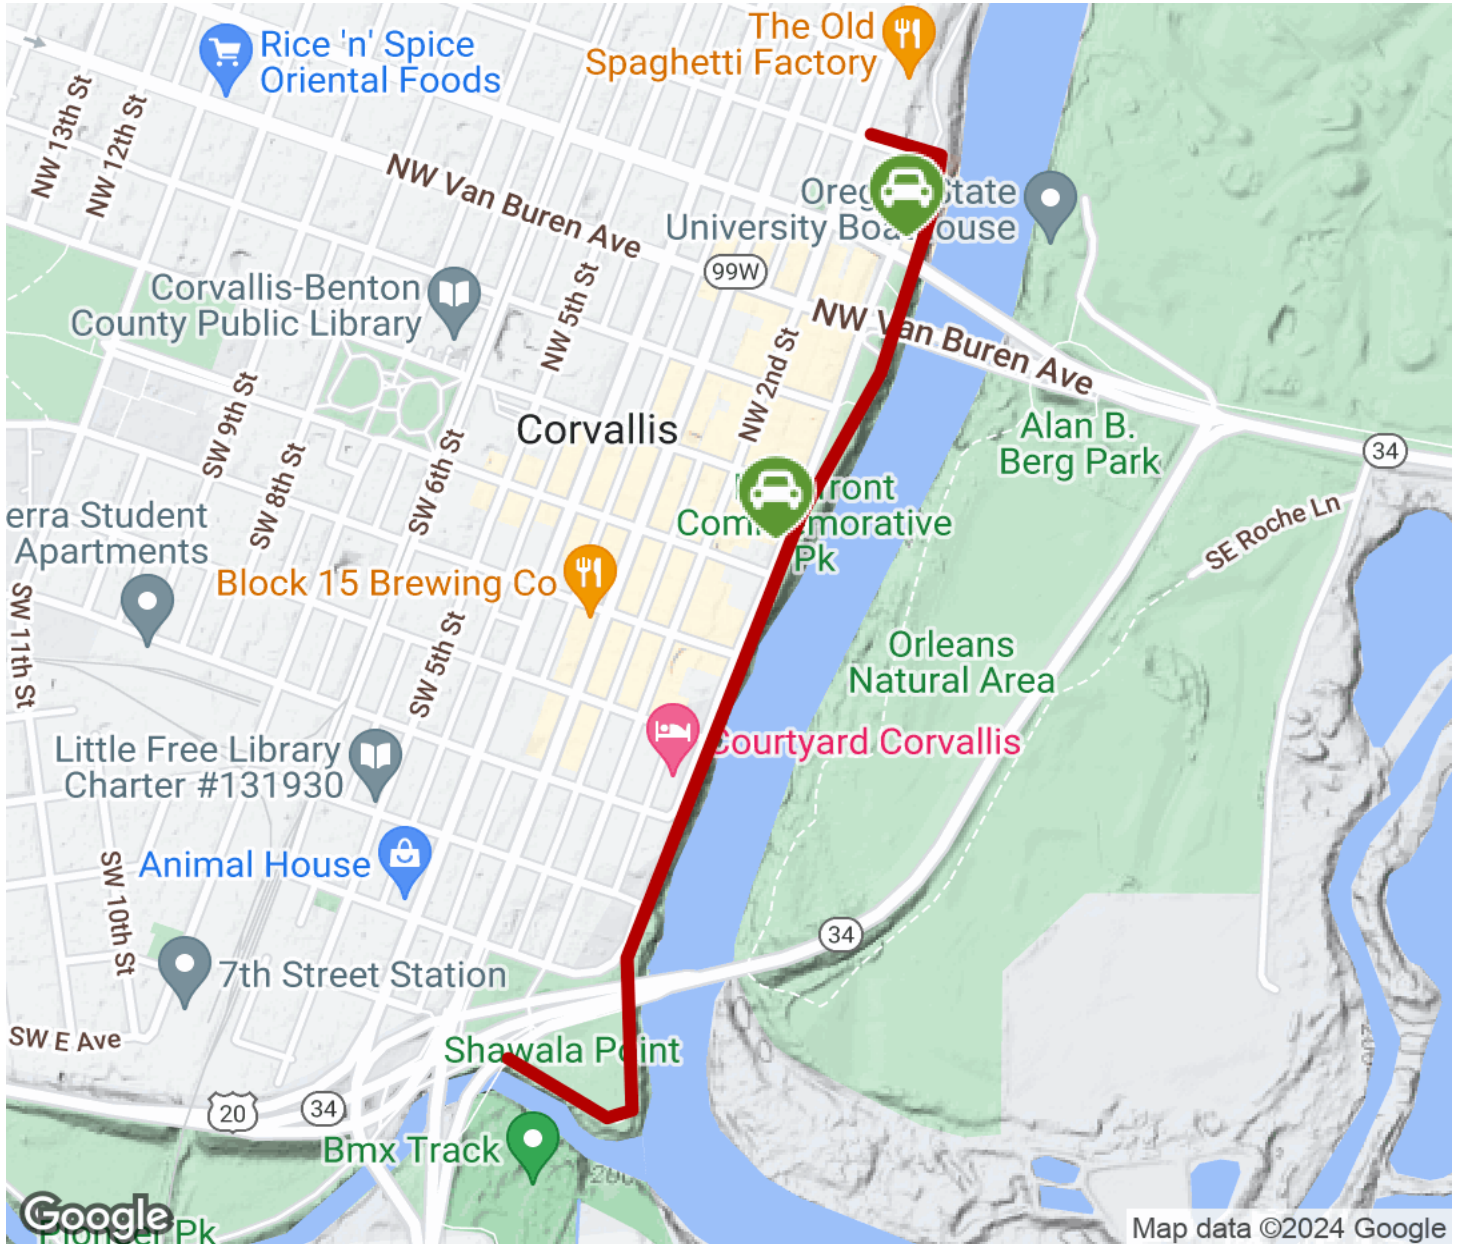 The Old
Spaghetti Factory
Rice 'n' Spice
Oriental Foods
NW 13th St
NW 12th St
NW Van Buren Ave
Oreg State
University Boa ouse
99W
Corvallis-Benton
County Public Library
NW 5th St
NW Van Buren Ave
NW 2nd St
SW 9th St
Corvallis
Alan B.
Berg Park
34
SW 6th St
SW 8th St
front
Com morative
Pk
erra Student
Apartments
SE Roche Ln
Block 15 Brewing Co
SW 11th St
SW 5th St
Orleans
Natural Area
Courtyard Corvallis
Little Free Library
Charter #131930
Animal House
SW 10th St
34
7th Street Station
SW E Ave
Shawala Point
20
34
Bmx Track
200
Google
Pioneer Pk
Map data ©2024 Google